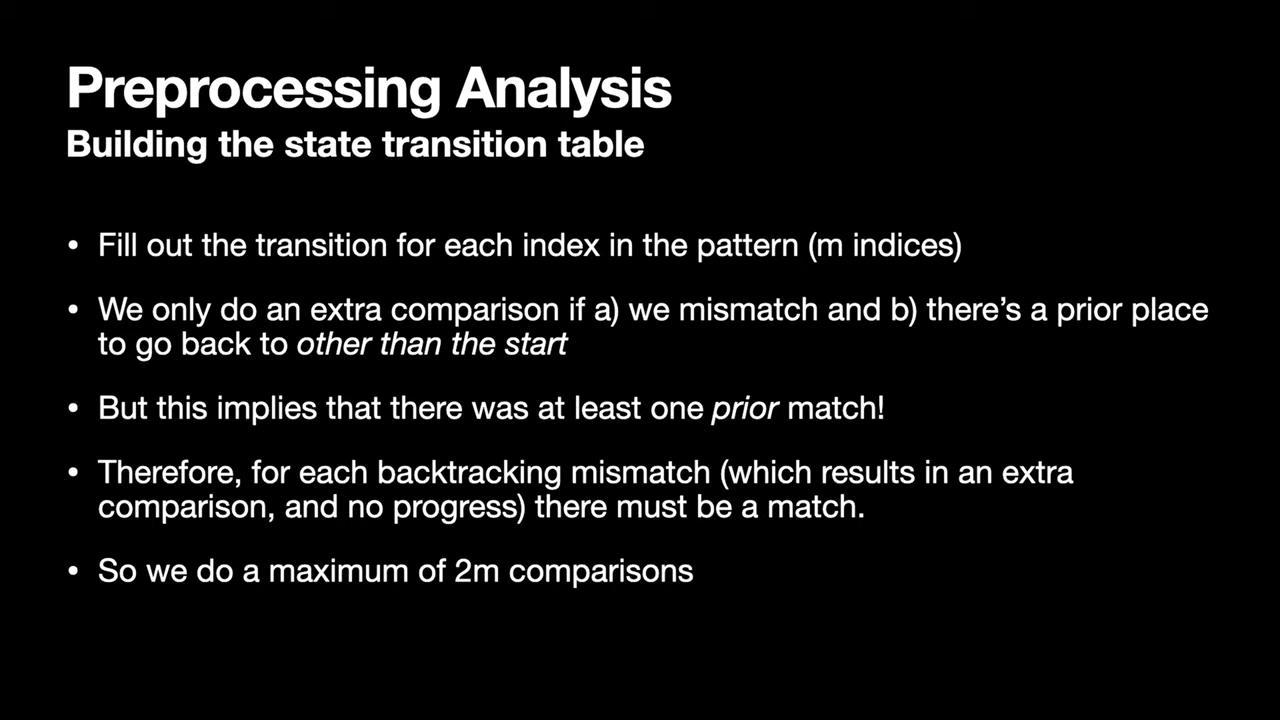 Preprocessing Analysis
Building the state transition table
• Fill out the transition for each index in the pattern (m indices)
• We only do an extra comparison if a) we mismatch and b) there’s a prior place
to go back to other than the start
• But this implies that there was at least one prior match!
• Therefore, for each backtracking mismatch (which results in an extra
comparison, and no progress) there must be a match.
• So we do a maximum of 2m comparisons